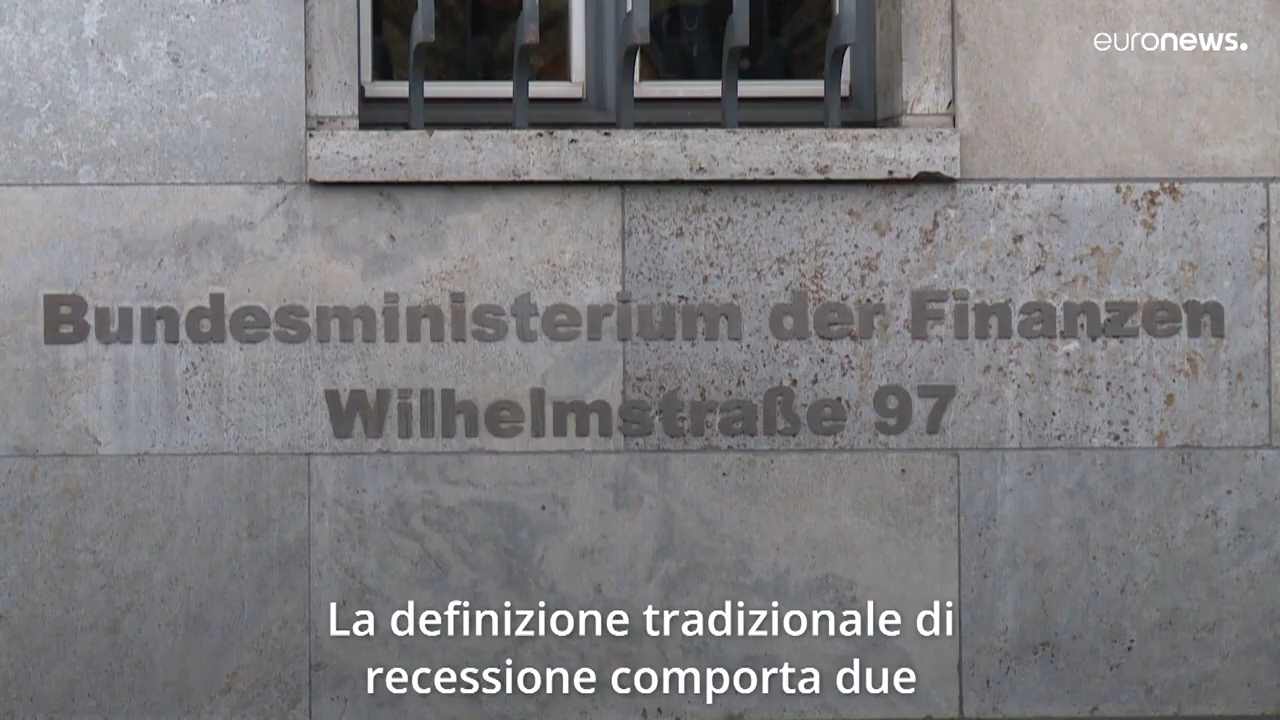 euronews.
Bundesministerium der Finanzen
Wilhelmstraße 97
La definizione tradizionale di
recessione comporta due